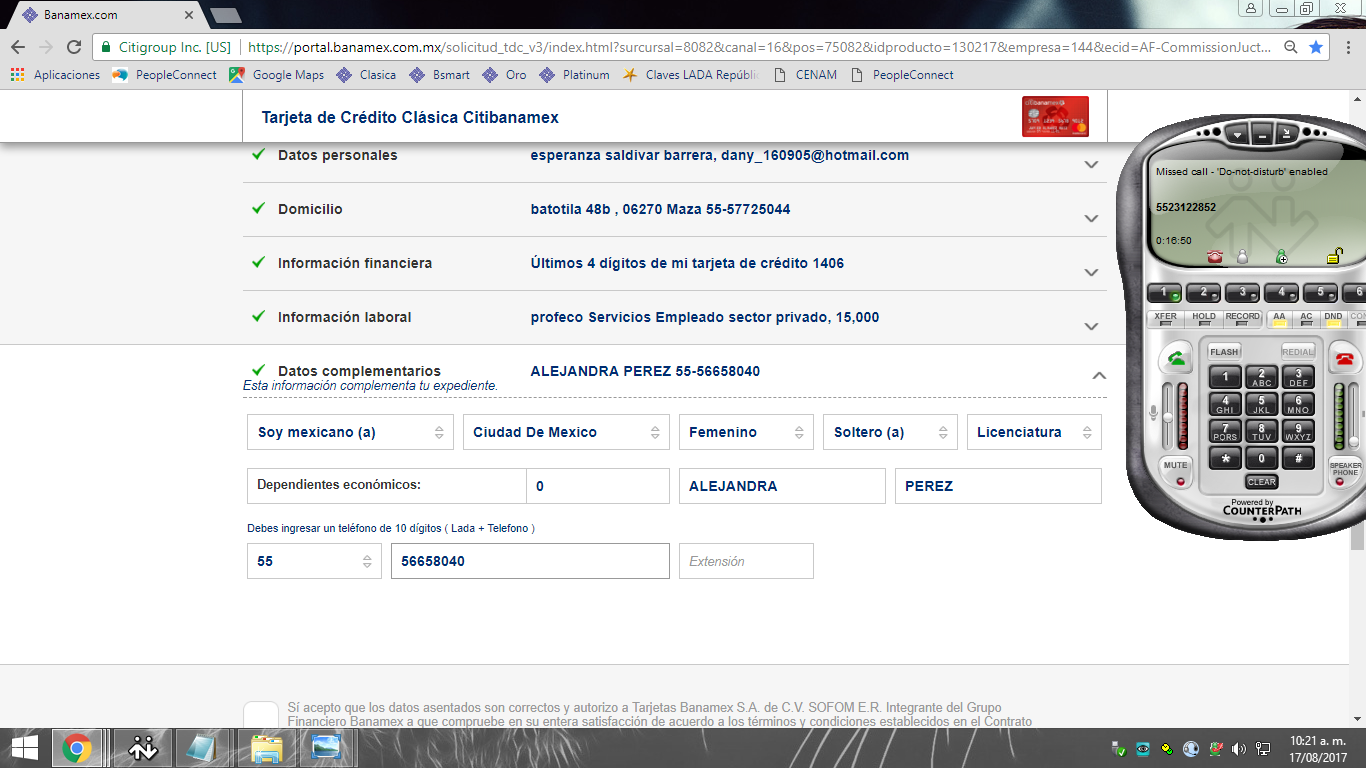 Banamex.com
Citigroup Inc. [US]
https://portal.banamex.com.mx/solicitud_tdc_v3/index.html?surcursal=8082&canal=16&pos=75082&idproducto=130217&empresa=144&ecid=AF-CommissionJuct...
Aplicaciones PeopleConnect Google Maps Clasica Bsmart Oro Platinum Claves LADA Repúbli CENAM PeopleConnect
Tarjeta de Crédito Clásica Citibanamex
Datos personales esperanza saldivar barrera, dany_160905@hotmail.com
Domicilio batotila 48b , 06270 Maza 55-57725044
Información financiera Últimos 4 dígitos de mi tarjeta de crédito 1406
Información laboral profeco Servicios Empleado sector privado, 15,000
Datos complementarios ALEJANDRA PEREZ 55-56658040
Esta información complementa tu expediente.
Soy mexicano (a) Ciudad De Mexico Femenino Soltero (a) Licenciatura
Dependientes económicos: 0 ALEJANDRA PEREZ
Debes ingresar un teléfono de 10 dígitos ( Lada + Telefono )
55 56658040 Extensión
Sí acepto que los datos asentados son correctos y autorizo a Tarjetas Banamex S.A. de C.V. SOFOM E.R. Integrante del Grupo
Financiero Banamex a que compruebe en su entera satisfacción de acuerdo a los términos y condiciones establecidos en el Contrato
Missed call - 'Do-not-disturb' enabled
5523122852
0:16:50
1 2 3 4 5 6
XFER HOLD RECORD AA AC DND CON
FLASH REDIAL
1 2 ABC 3 DEF
4 GHI 5 JKL 6 MNO
7 PQRS 8 TUV 9 WXYZ
* 0 #
MUTE CLEAR SPEAKER PHONE
Powered by
COUNTERPATH
10:21 a. m.
17/08/2017